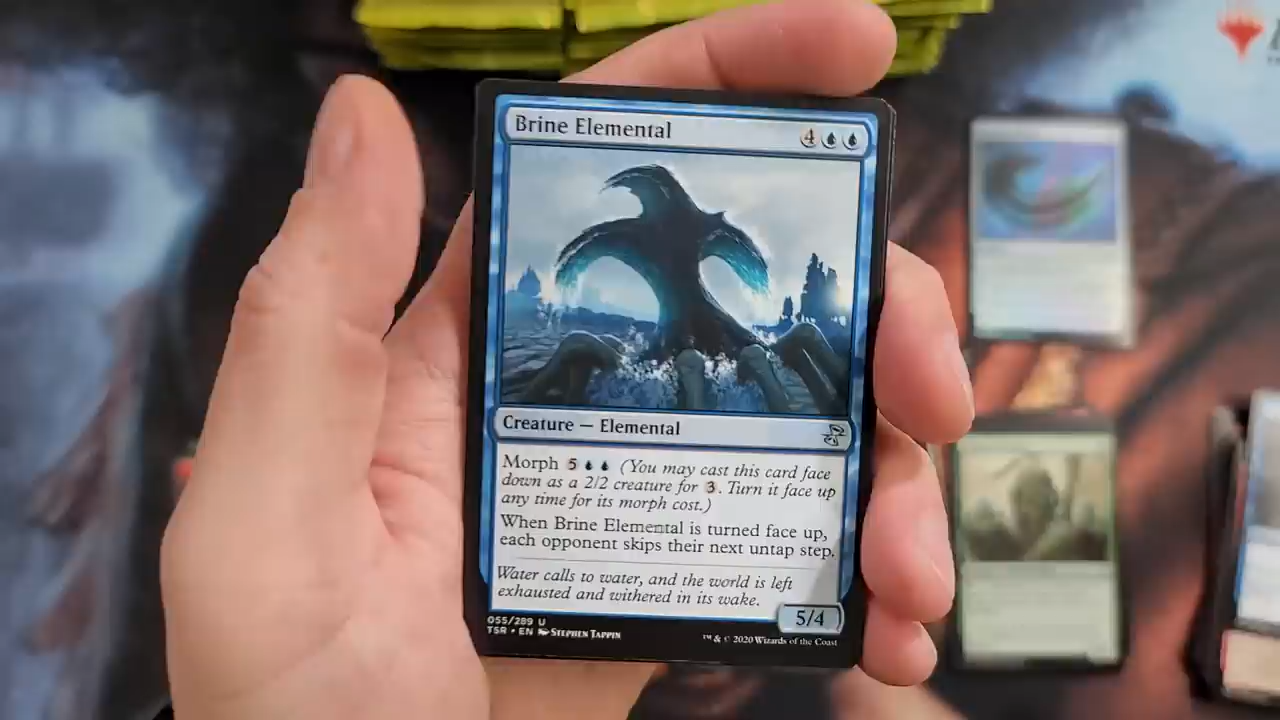 Brine Elemental 4
Creature — Elemental
Morph 5 (You may cast this card face
down as a 2/2 creature for 3. Turn it face up
any time for its morph cost.)
When Brine Elemental is turned face up,
each opponent skips their next untap step.
Water calls to water, and the world is left
exhausted and withered in its wake.
5/4
055/289 U
TSR • EN Stephen Tappin
™ & © 2020 Wizards of the Coast